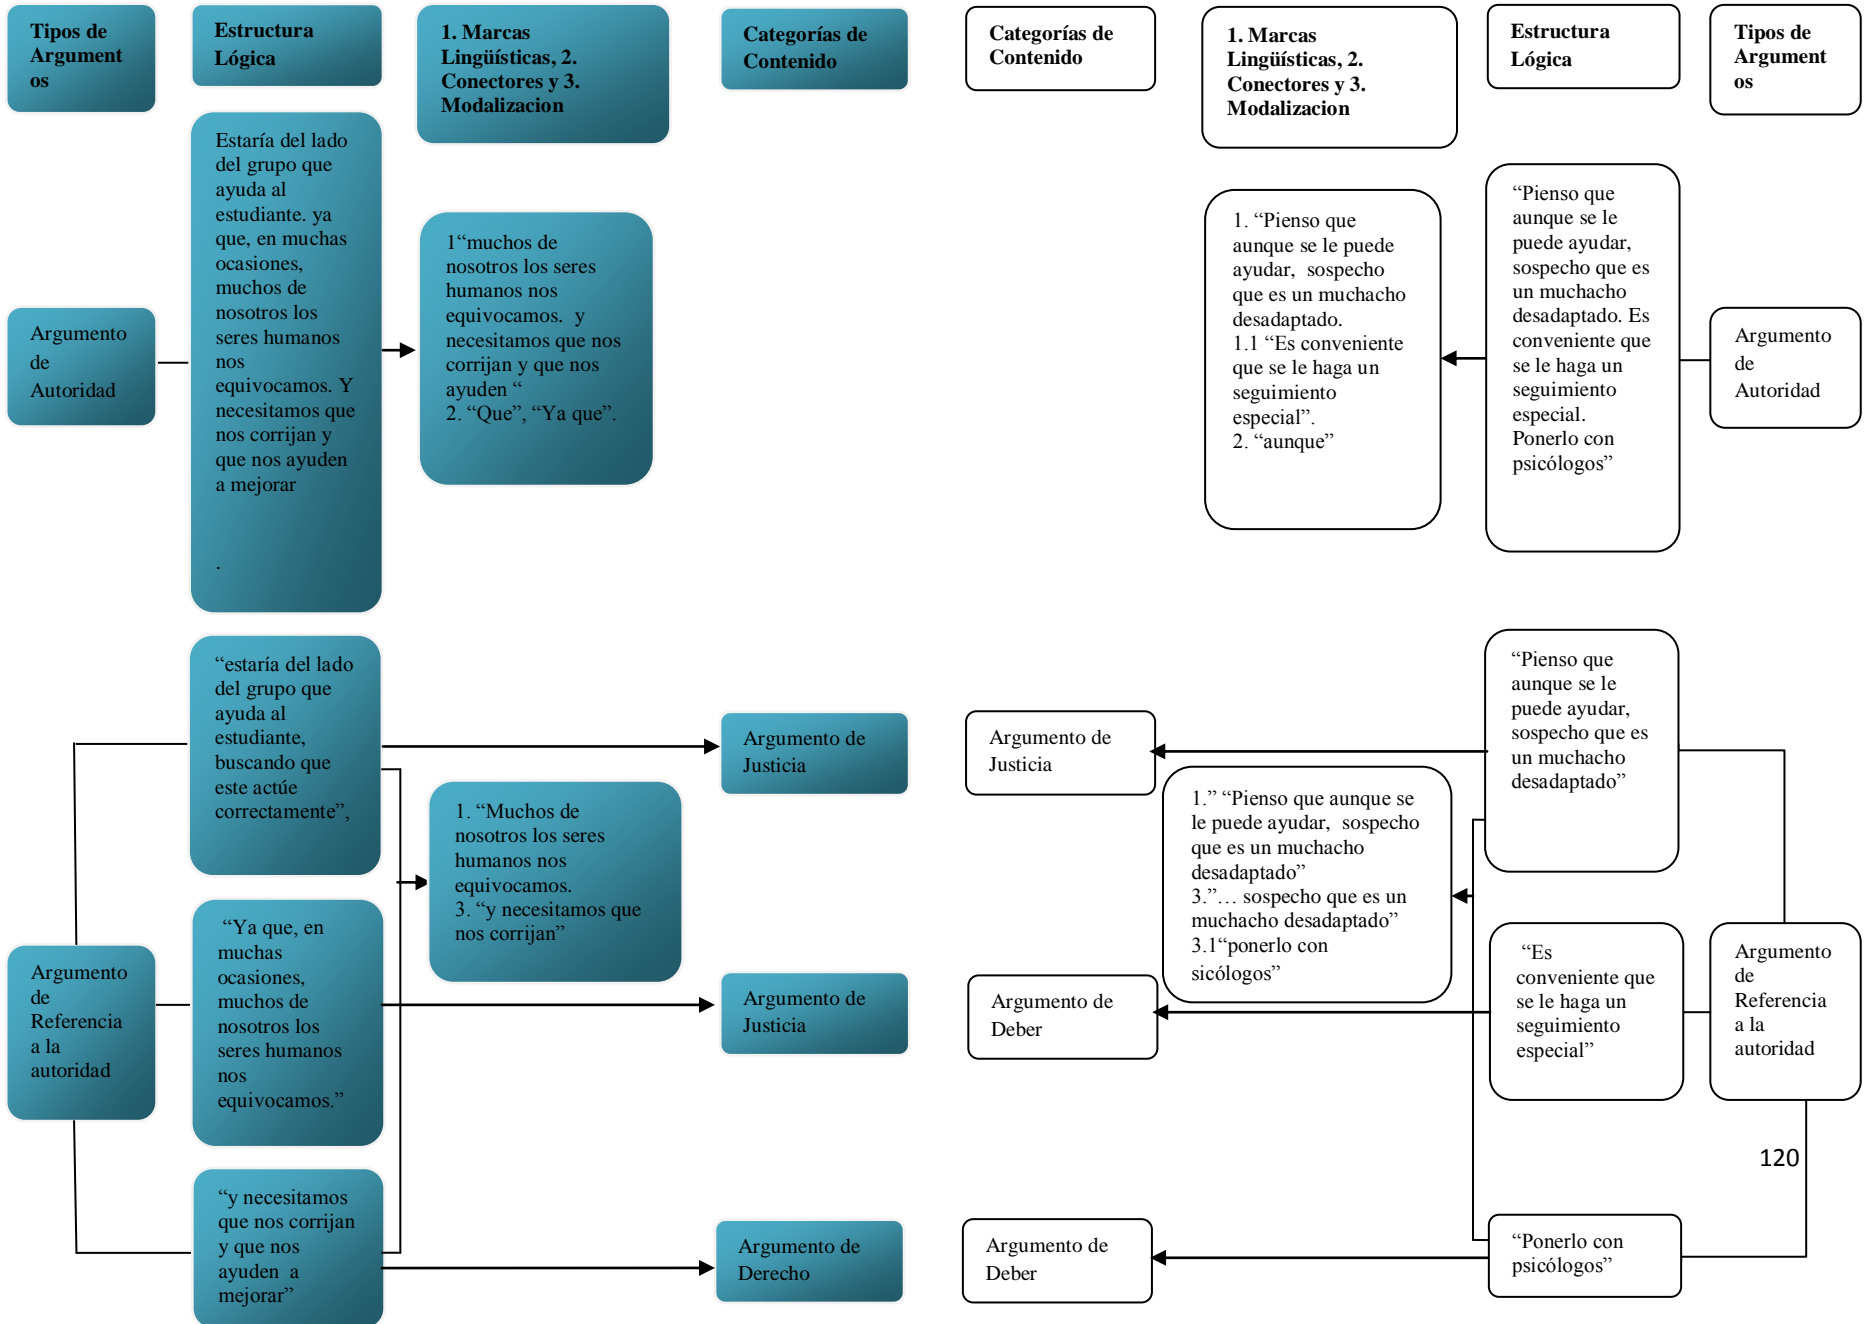 Tipos de
Argument
os
Estructura
Lógica
1. Marcas
Lingüísticas, 2.
Conectores y 3.
Modalizacion
Categorías de
Contenido
Categorías de
Contenido
1. Marcas
Lingüísticas, 2.
Conectores y 3.
Modalizacion
Estructura
Lógica
Tipos de
Argument
os
Argumento
de
Autoridad
Estaría del lado
del grupo que
ayuda al
estudiante. ya
que, en muchas
ocasiones,
muchos de
nosotros los
seres humanos
nos
equivocamos. Y
necesitamos que
nos corrijan y
que nos ayuden
a mejorar
.
1“muchos de
nosotros los seres
humanos nos
equivocamos. y
necesitamos que nos
corrijan y que nos
ayuden “
2. “Que”, “Ya que”.
1. “Pienso que
aunque se le puede
ayudar, sospecho
que es un muchacho
desadaptado.
1.1 “Es conveniente
que se le haga un
seguimiento
especial”.
2. “aunque”
“Pienso que
aunque se le
puede ayudar,
sospecho que es
un muchacho
desadaptado. Es
conveniente que
se le haga un
seguimiento
especial.
Ponerlo con
psicólogos”
Argumento
de
Autoridad
Argumento
de
Referencia
a la
autoridad
“estaría del lado
del grupo que
ayuda al
estudiante,
buscando que
este actúe
correctamente”,
“Ya que, en
muchas
ocasiones,
muchos de
nosotros los
seres humanos
nos
equivocamos.”
“y necesitamos
que nos corrijan
y que nos
ayuden a
mejorar”
1. “Muchos de
nosotros los seres
humanos nos
equivocamos.
3. “y necesitamos que
nos corrijan”
Argumento de
Justicia
Argumento de
Justicia
Argumento de
Derecho
Argumento de
Justicia
Argumento de
Deber
Argumento de
Deber
1.” “Pienso que aunque se
le puede ayudar, sospecho
que es un muchacho
desadaptado”
3.”… sospecho que es un
muchacho desadaptado”
3.1“ponerlo con
sicólogos”
“Pienso que
aunque se le
puede ayudar,
sospecho que es
un muchacho
desadaptado”
“Es
conveniente que
se le haga un
seguimiento
especial”
“Ponerlo con
psicólogos”
Argumento
de
Referencia
a la
autoridad
120